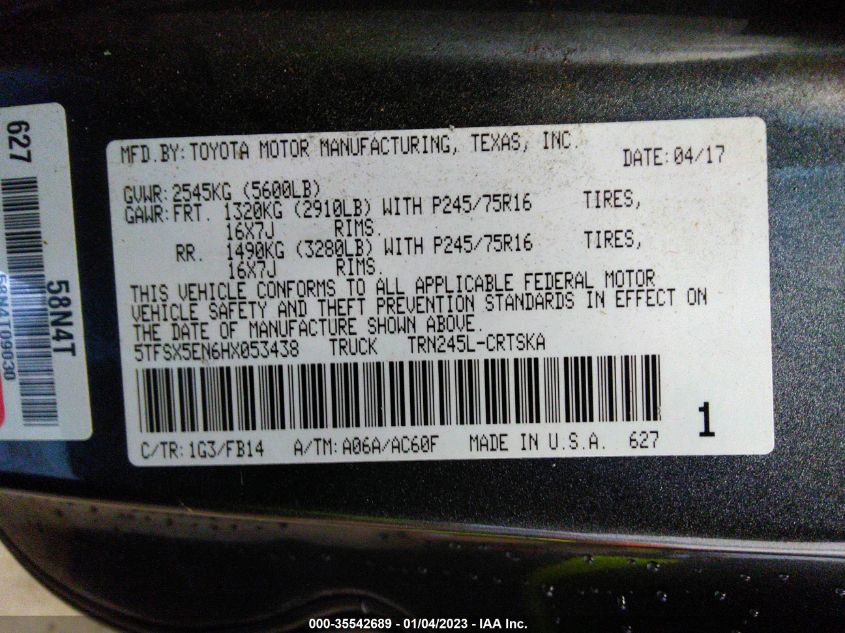 MFD.BY: TOYOTA MOTOR MANUFACTURING, TEXAS, INC.
DATE: 04/17
GVWR: 2545KG (5600LB)
GAWR: FRT. 1320KG (2910LB) WITH P245/75R16 TIRES,
16X7J RIMS.
RR. 1490KG (3280LB) WITH P245/75R16 TIRES,
16X7J RIMS.
THIS VEHICLE CONFORMS TO ALL APPLICABLE FEDERAL MOTOR
VEHICLE SAFETY AND THEFT PREVENTION STANDARDS IN EFFECT ON
THE DATE OF MANUFACTURE SHOWN ABOVE.
5TFSX5EN6HX053438 TRUCK TRN245L-CRTSKA
1
C/TR: 1G3/FB14 A/TM: A06A/AC60F MADE IN U.S.A. 627
627
58N4T
58N4T09030
000-35542689 - 01/04/2023 - IAA Inc.